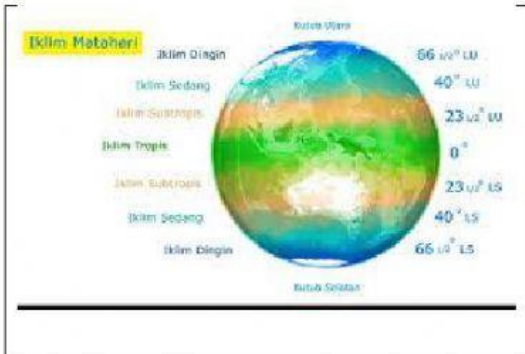 Kutub Utara
Iklim Matahari
Iklim Dingin 66 1/2° LU
Iklim Sedang 40° LU
Iklim Subtropis 23 1/2° LU
Iklim Tropis 0°
Iklim Subtropis 23 1/2° LS
Iklim Sedang 40° LS
Iklim Dingin 66 1/2° LS
Kutub Selatan